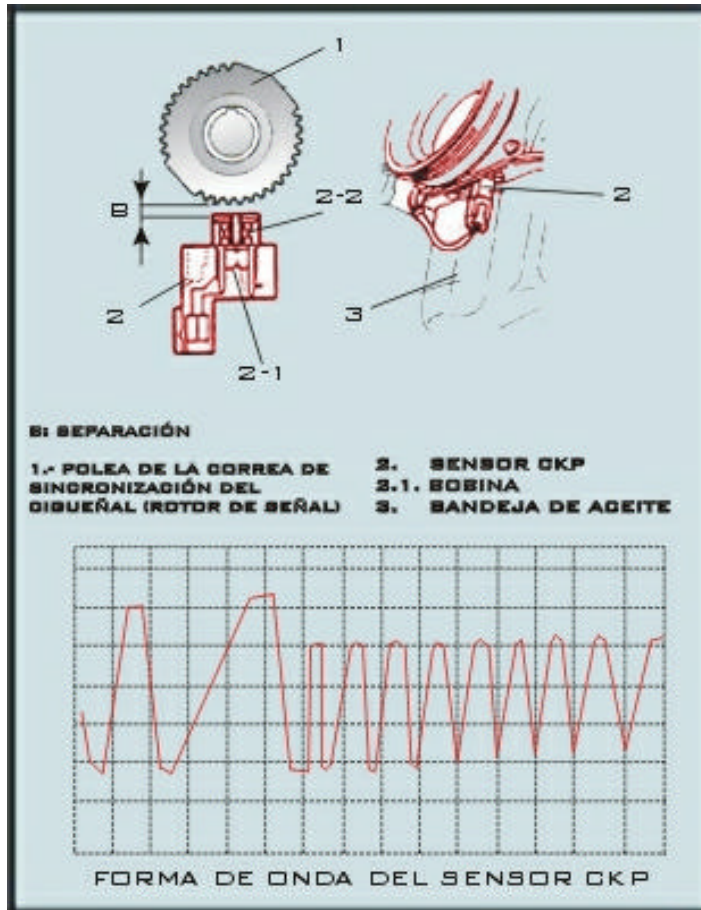 1
2-2
B
2
2
3
2-1
B: SEPARACIÓN
1.- POLEA DE LA CORREA DE
SINCRONIZACIÓN DEL
CIGUEÑAL (ROTOR DE SEÑAL)
2. SENSOR CKP
2.1. BOBINA
3. BANDEJA DE ACEITE
FORMA DE ONDA DEL SENSOR CKP